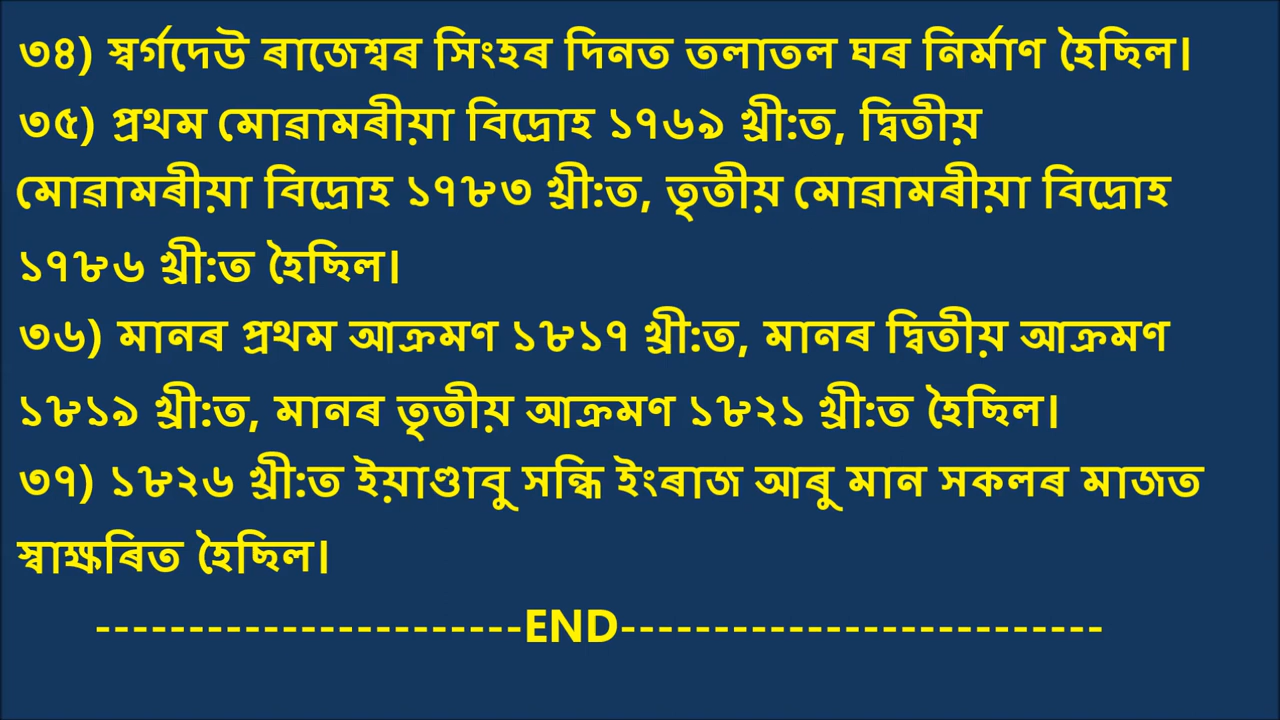 ৩৪) স্বৰ্গদেউ ৰাজেশ্বৰ সিংহৰ দিনত তলাতল ঘৰ নিৰ্মাণ হৈছিল।
৩৫) প্ৰথম মোৱামৰীয়া বিদ্ৰোহ ১৭৬৯ খ্ৰী:ত, দ্বিতীয়
মোৱামৰীয়া বিদ্ৰোহ ১৭৮৩ খ্ৰী:ত, তৃতীয় মোৱামৰীয়া বিদ্ৰোহ
১৭৮৬ খ্ৰী:ত হৈছিল।
৩৬) মানৰ প্ৰথম আক্ৰমণ ১৮১৭ খ্ৰী:ত, মানৰ দ্বিতীয় আক্ৰমণ
১৮১৯ খ্ৰী:ত, মানৰ তৃতীয় আক্ৰমণ ১৮২১ খ্ৰী:ত হৈছিল।
৩৭) ১৮২৬ খ্ৰী:ত ইয়াণ্ডাবু সন্ধি ইংৰাজ আৰু মান সকলৰ মাজত
স্বাক্ষৰিত হৈছিল।
-----------------------END--------------------------